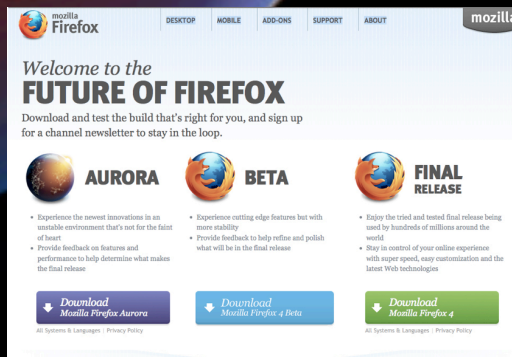 mozilla
Firefox
DESKTOP MOBILE ADD-ONS SUPPORT ABOUT
mozilla
Welcome to the
FUTURE OF FIREFOX
Download and test the build that's right for you, and sign up
for a channel newsletter to stay in the loop.
AURORA
• Experience the newest innovations in an
unstable environment that's not for the faint
of heart
• Provide feedback on features and
performance to help determine what makes
the final release
Download
Mozilla Firefox Aurora
All Systems & Languages | Privacy Policy
BETA
• Experience cutting edge features but with
more stability
• Provide feedback to help refine and polish
what will be in the final release
Download
Mozilla Firefox 4 Beta
FINAL
RELEASE
• Enjoy the tried and tested final release being
used by hundreds of millions around the
world
• Stay in control of your online experience
with super speed, easy customization and the
latest Web technologies
Download
Mozilla Firefox 4
All Systems & Languages | Privacy Policy